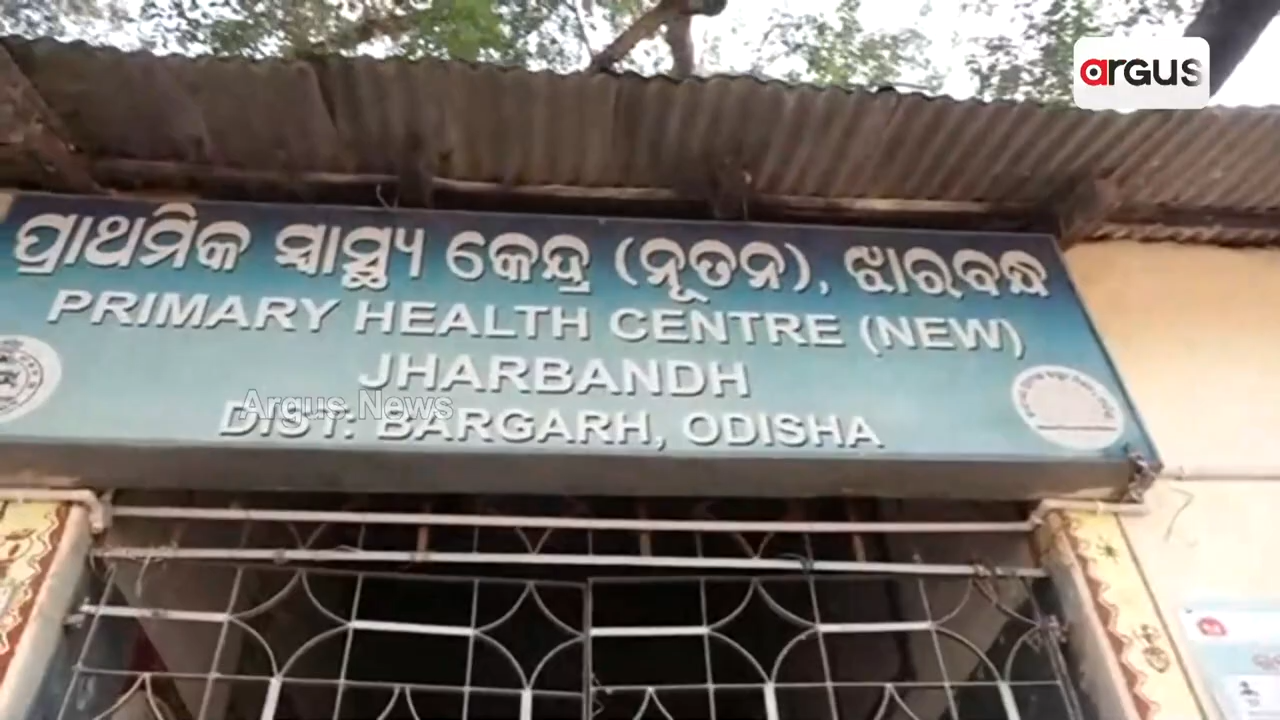 argus
ପ୍ରାଥମିକ ସ୍ୱାସ୍ଥ୍ୟ କେନ୍ଦ୍ର (ନୂତନ), ଝାରବନ୍ଧ
PRIMARY HEALTH CENTRE (NEW)
JHARBANDH
Argus News
DIST: BARGARH, ODISHA